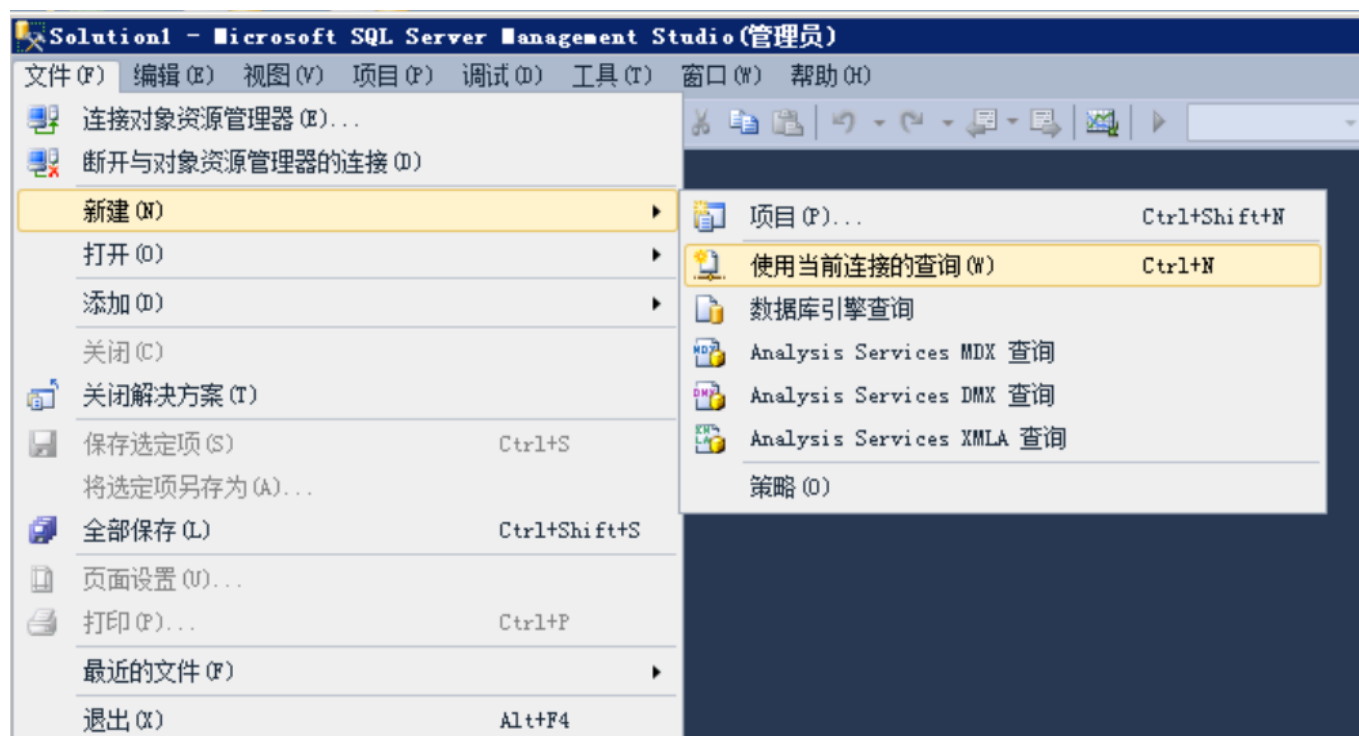 Solution1 - Microsoft SQL Server Management Studio(管理员)
文件(F) 编辑(E) 视图(V) 项目(P) 调试(D) 工具(T) 窗口(W) 帮助(H)
连接对象资源管理器(E)...
断开与对象资源管理器的连接(D)
新建(N)
打开(O)
添加(D)
关闭(C)
关闭解决方案(T)
保存选定项(S) Ctrl+S
将选定项另存为(A)...
全部保存(L) Ctrl+Shift+S
页面设置(U)...
打印(P)... Ctrl+P
最近的文件(F)
退出(X) Alt+F4
项目(P)... Ctrl+Shift+N
使用当前连接的查询(W) Ctrl+N
数据库引擎查询
Analysis Services MDX 查询
Analysis Services DMX 查询
Analysis Services XMLA 查询
策略(O)